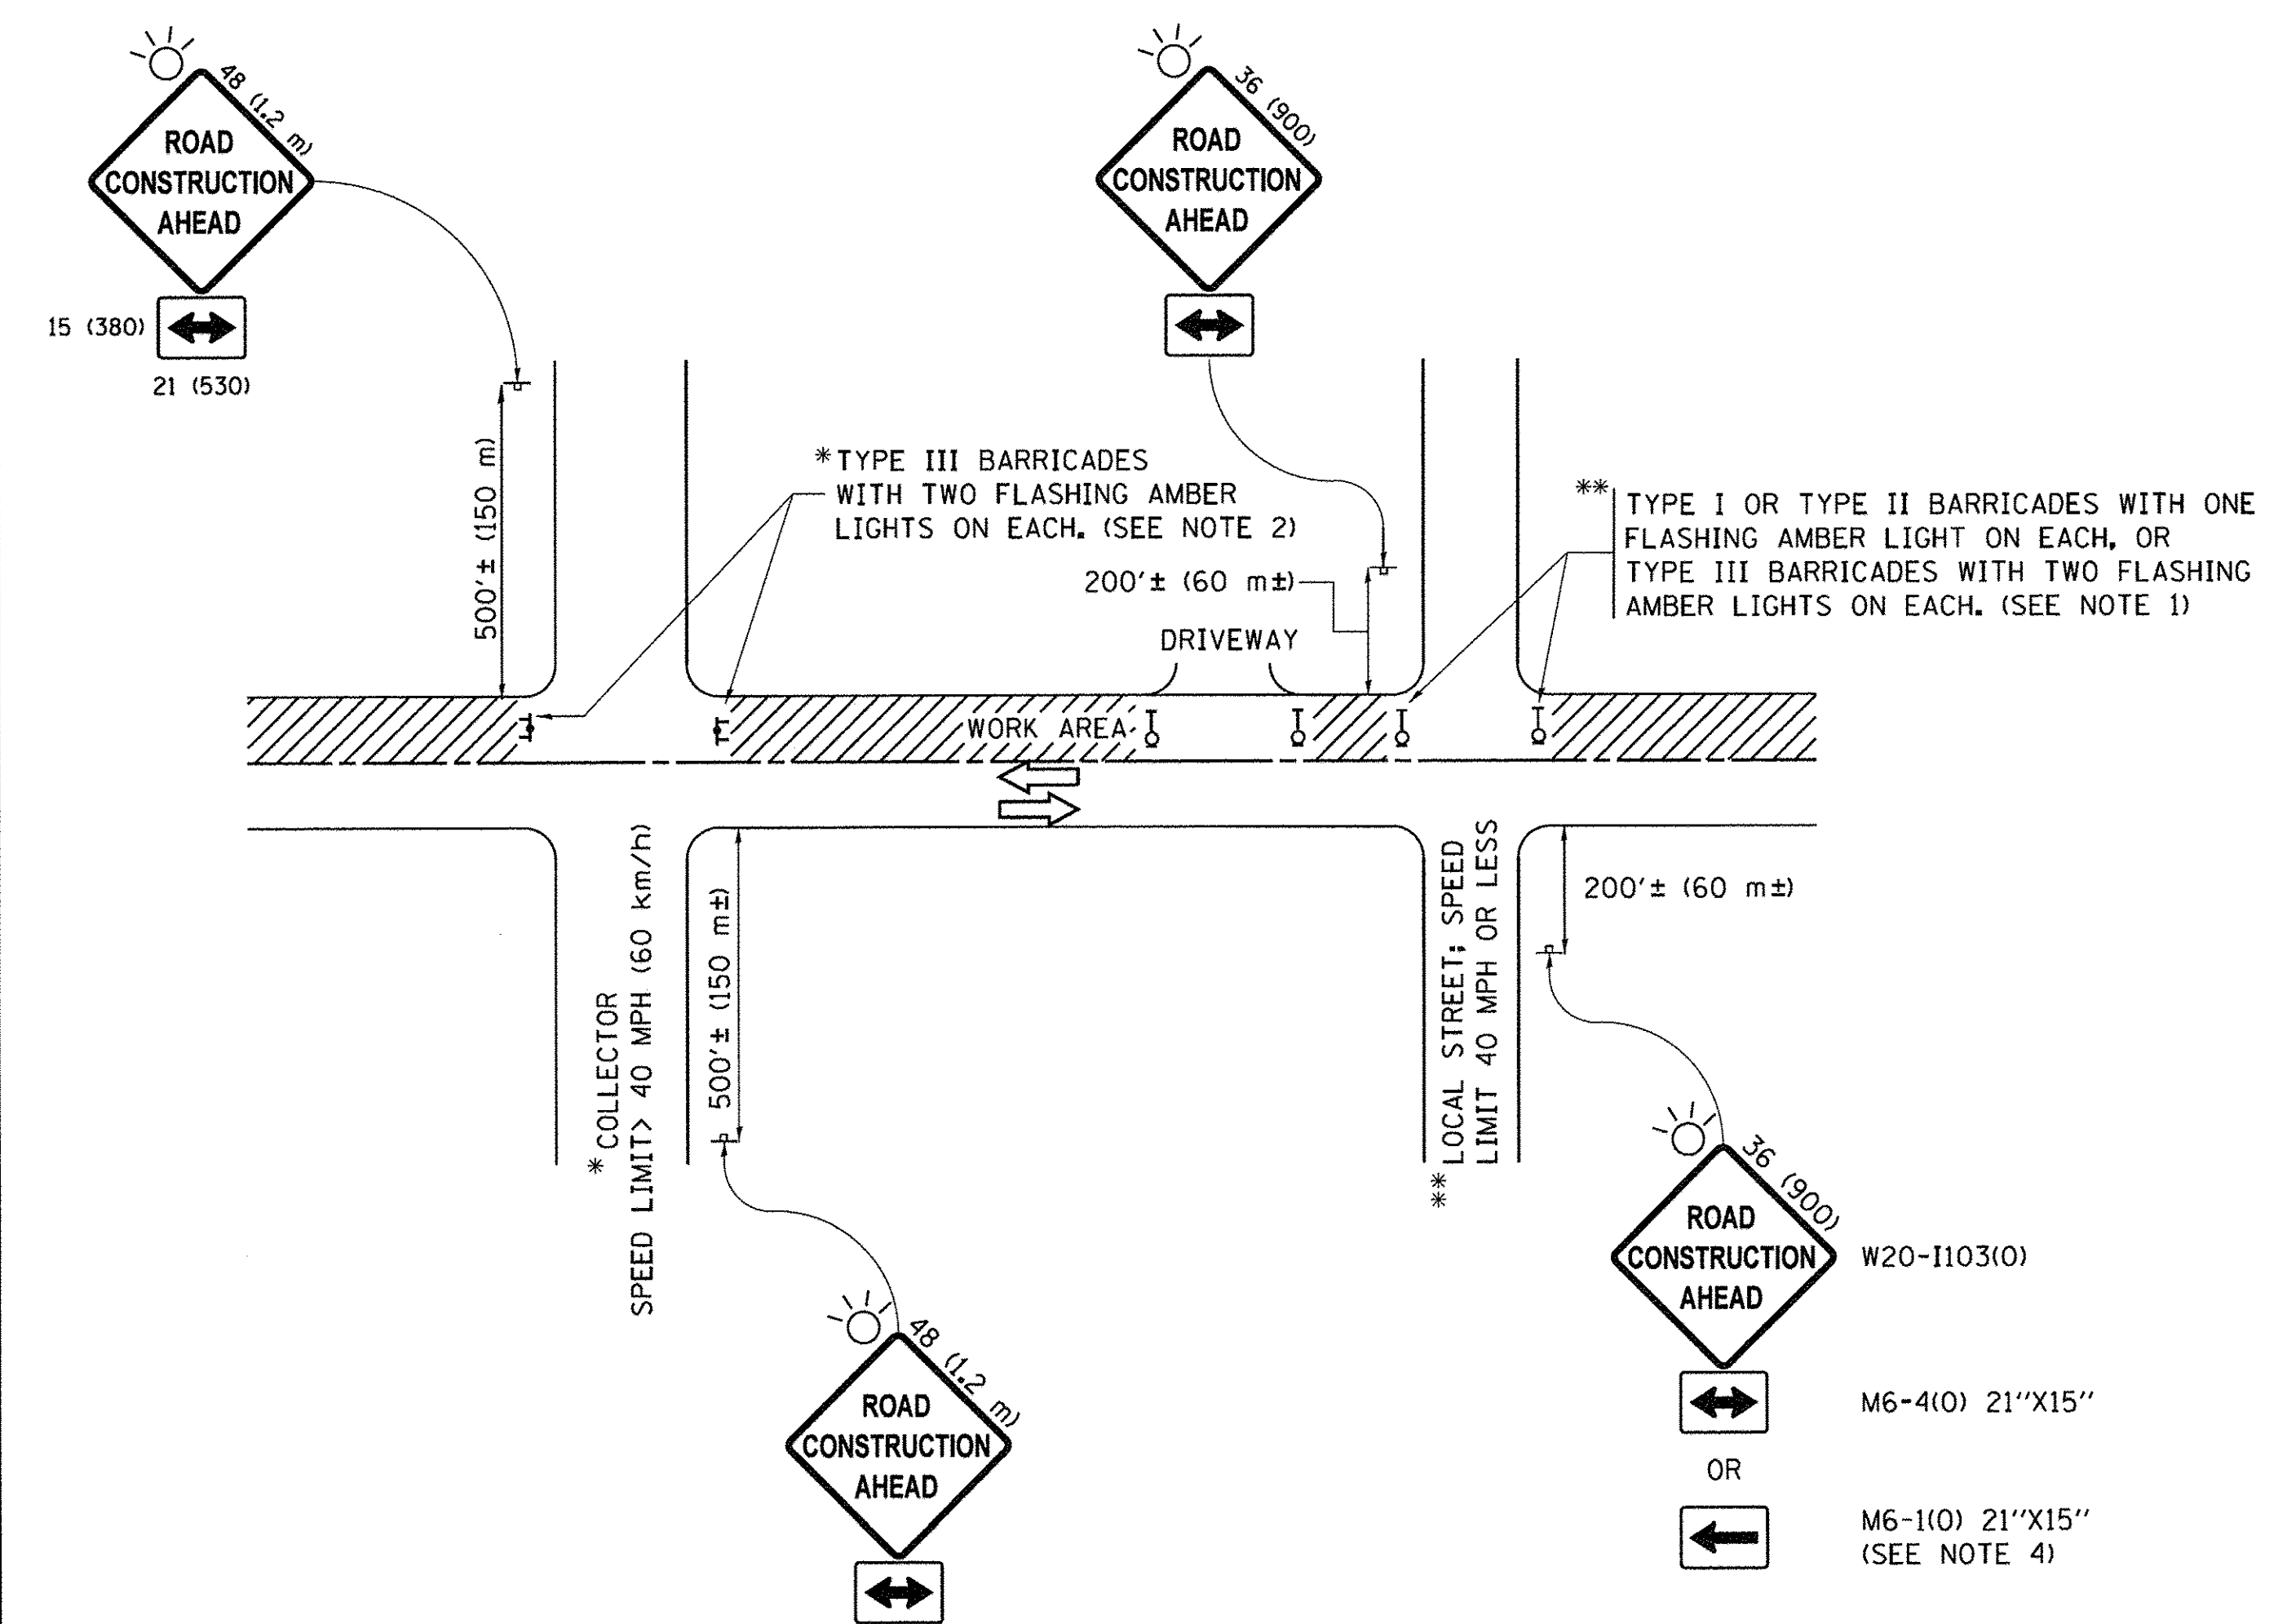 48 (1.2 m)
ROAD
CONSTRUCTION
AHEAD
15 (380)
21 (530)
500'± (150 m)
36 (900)
ROAD
CONSTRUCTION
AHEAD
*TYPE III BARRICADES
WITH TWO FLASHING AMBER
LIGHTS ON EACH. (SEE NOTE 2)
200'± (60 m±)
DRIVEWAY
** TYPE I OR TYPE II BARRICADES WITH ONE
FLASHING AMBER LIGHT ON EACH, OR
TYPE III BARRICADES WITH TWO FLASHING
AMBER LIGHTS ON EACH. (SEE NOTE 1)
WORK AREA
*COLLECTOR
SPEED LIMIT> 40 MPH (60 km/h)
500'± (150 m±)
**LOCAL STREET; SPEED
LIMIT 40 MPH OR LESS
200'± (60 m±)
48 (1.2 m)
ROAD
CONSTRUCTION
AHEAD
36 (900)
ROAD
CONSTRUCTION
AHEAD
W20-I103(O)
M6-4(O) 21''X15''
OR
M6-1(O) 21''X15''
(SEE NOTE 4)